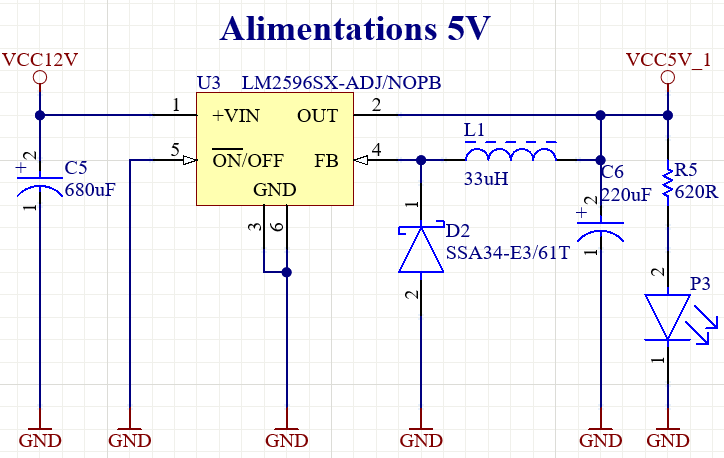 Alimentations 5V
VCC12V
VCC5V_1
U3 LM2596SX-ADJ/NOPB
1 +VIN OUT 2
5 ON/OFF FB 4
GND
3 6
L1
33uH
C5
680uF
2
1
C6
220uF
2
1
R5
620R
D2
SSA34-E3/61T
1
2
P3
2
1
GND GND GND GND GND GND